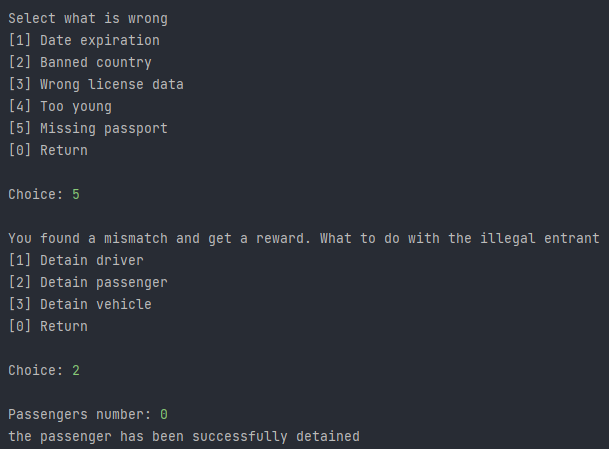 Select what is wrong
[1] Date expiration
[2] Banned country
[3] Wrong license data
[4] Too young
[5] Missing passport
[0] Return
Choice: 5
You found a mismatch and get a reward. What to do with the illegal entrant
[1] Detain driver
[2] Detain passenger
[3] Detain vehicle
[0] Return
Choice: 2
Passengers number: 0
the passenger has been successfully detained